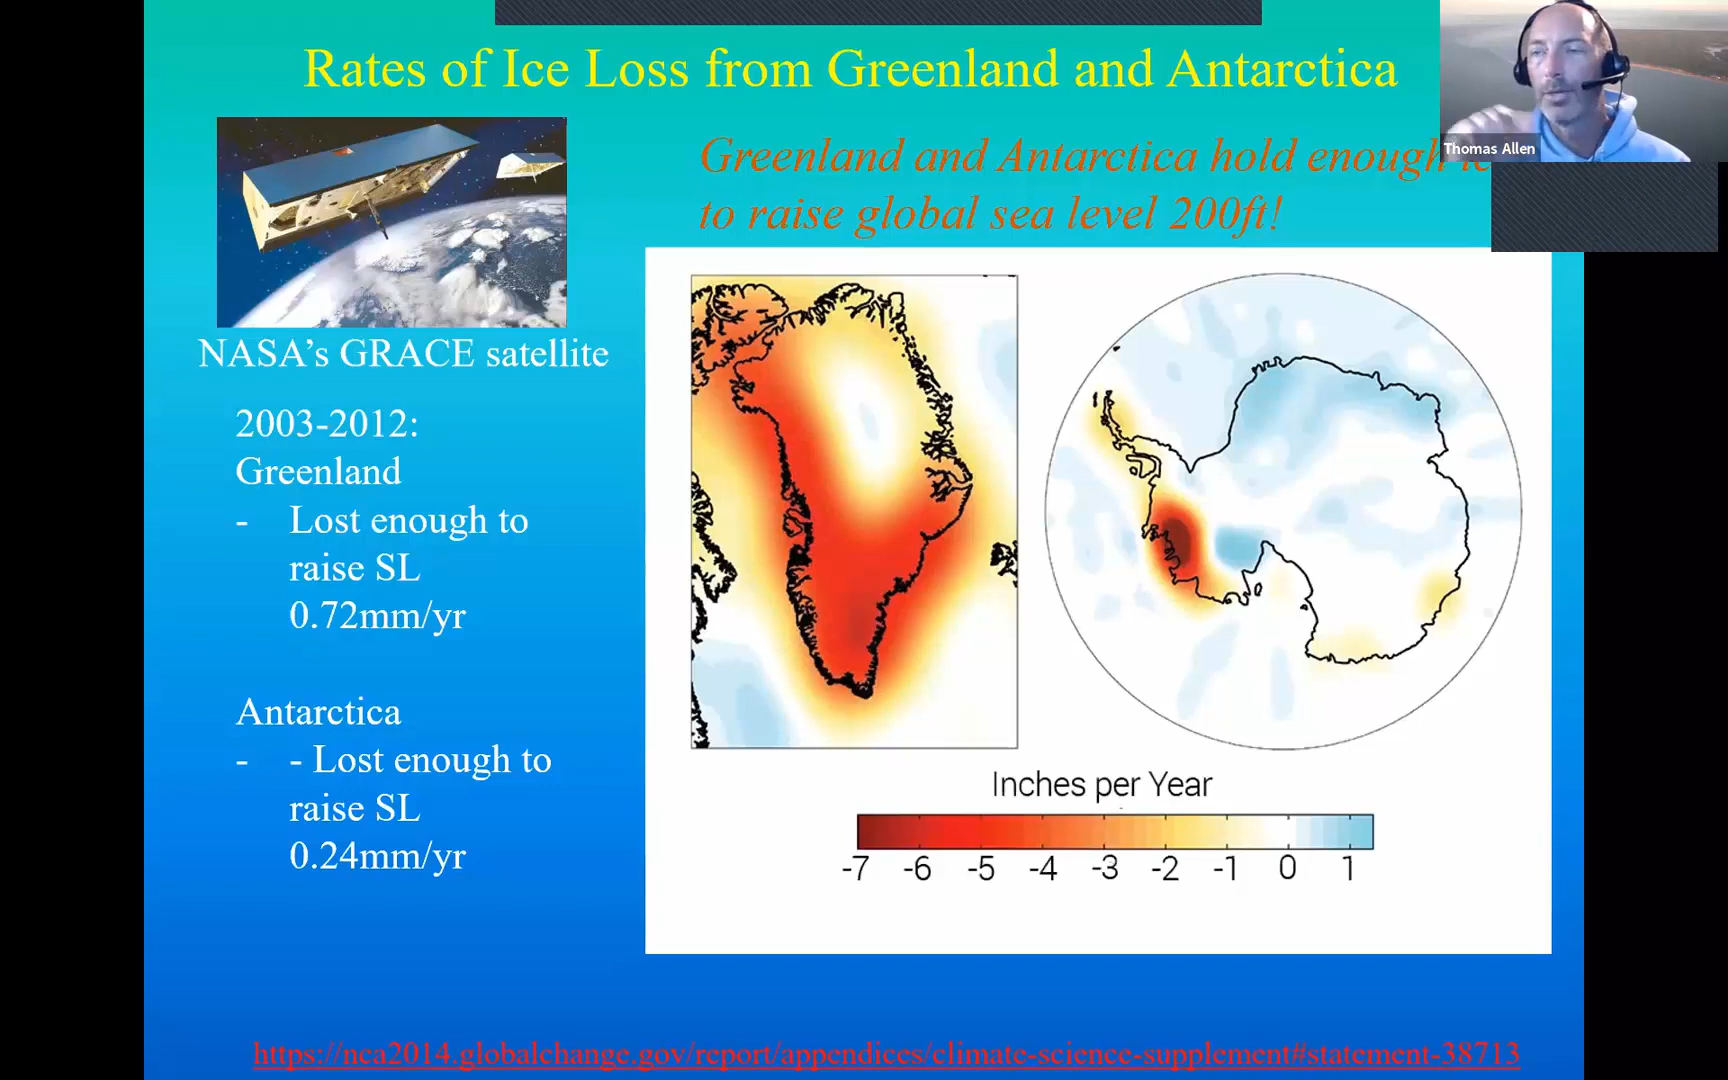 Rates of Ice Loss from Greenland and Antarctica
Thomas Allen
Greenland and Antarctica hold enough
to raise global sea level 200ft!
NASA’s GRACE satellite
2003-2012:
Greenland
- Lost enough to
raise SL
0.72mm/yr
Antarctica
- - Lost enough to
raise SL
0.24mm/yr
Inches per Year
-7 -6 -5 -4 -3 -2 -1 0 1
https://nca2014.globalchange.gov/report/appendices/climate-science-supplement#statement-38713